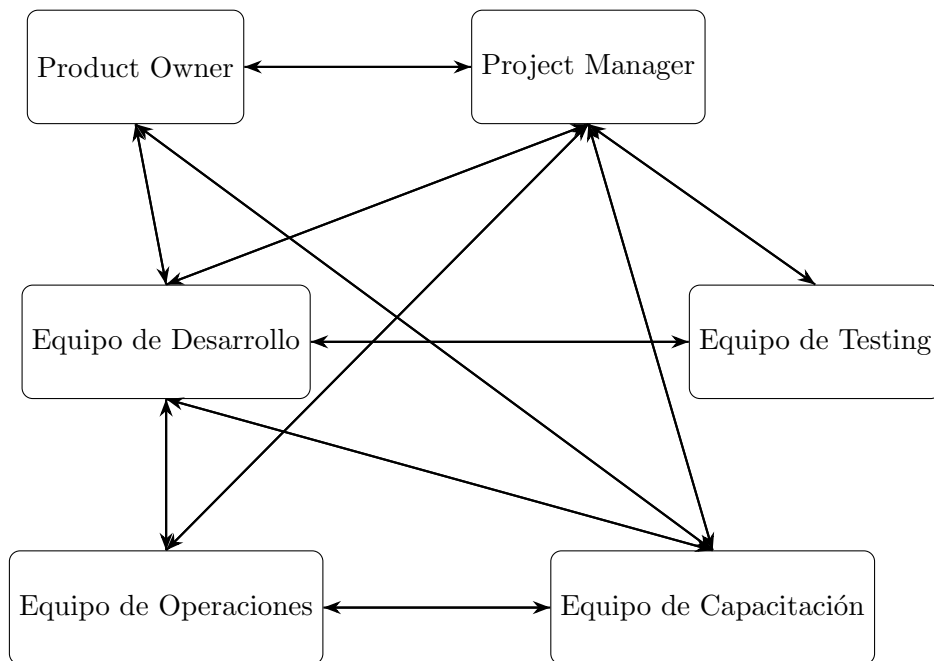 Product Owner
Project Manager
Equipo de Desarrollo
Equipo de Testing
Equipo de Operaciones
Equipo de Capacitación